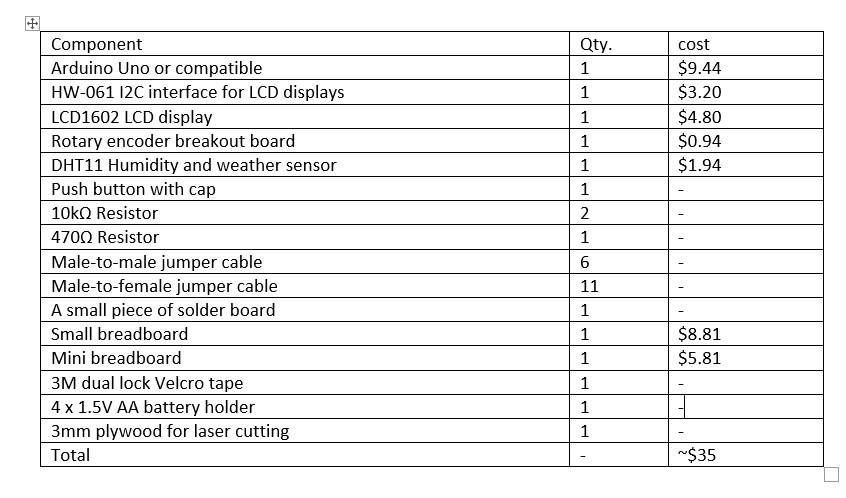 Component Qty. cost
Arduino Uno or compatible 1 $9.44
HW-061 I2C interface for LCD displays 1 $3.20
LCD1602 LCD display 1 $4.80
Rotary encoder breakout board 1 $0.94
DHT11 Humidity and weather sensor 1 $1.94
Push button with cap 1 -
10kΩ Resistor 2 -
470Ω Resistor 1 -
Male-to-male jumper cable 6 -
Male-to-female jumper cable 11 -
A small piece of solder board 1 -
Small breadboard 1 $8.81
Mini breadboard 1 $5.81
3M dual lock Velcro tape 1 -
4 x 1.5V AA battery holder 1 -
3mm plywood for laser cutting 1 -
Total - ~$35